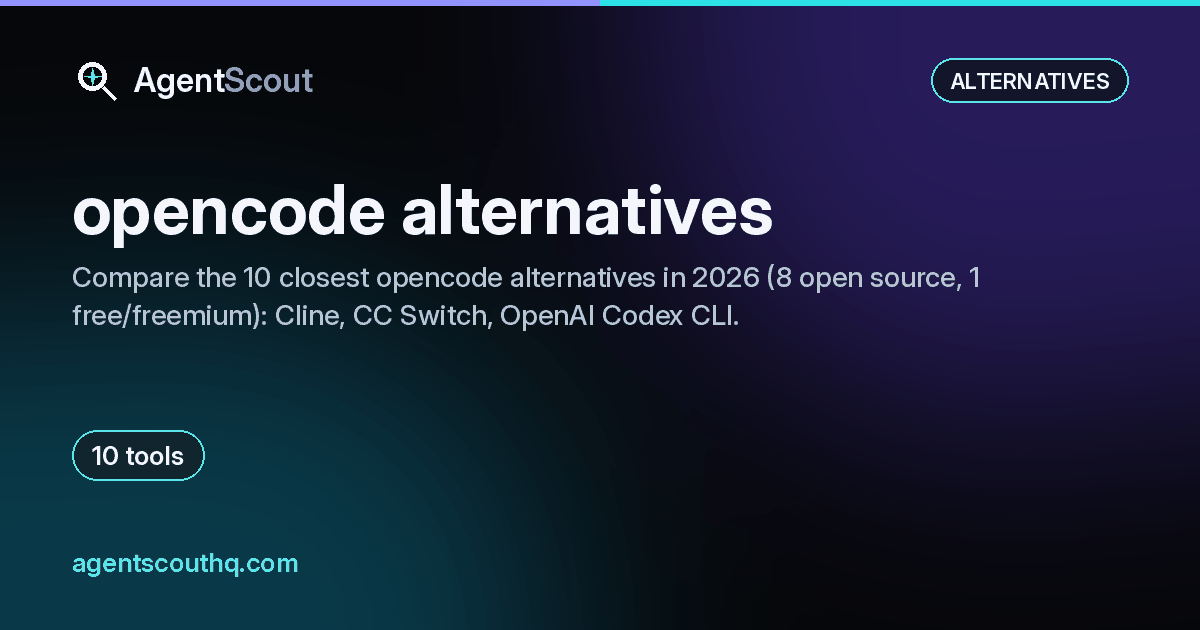 AgentScout
ALTERNATIVES
opencode alternatives
Compare the 10 closest opencode alternatives in 2026 (8 open source, 1
free/freemium): Cline, CC Switch, OpenAI Codex CLI.
10 tools
agentscouthq.com